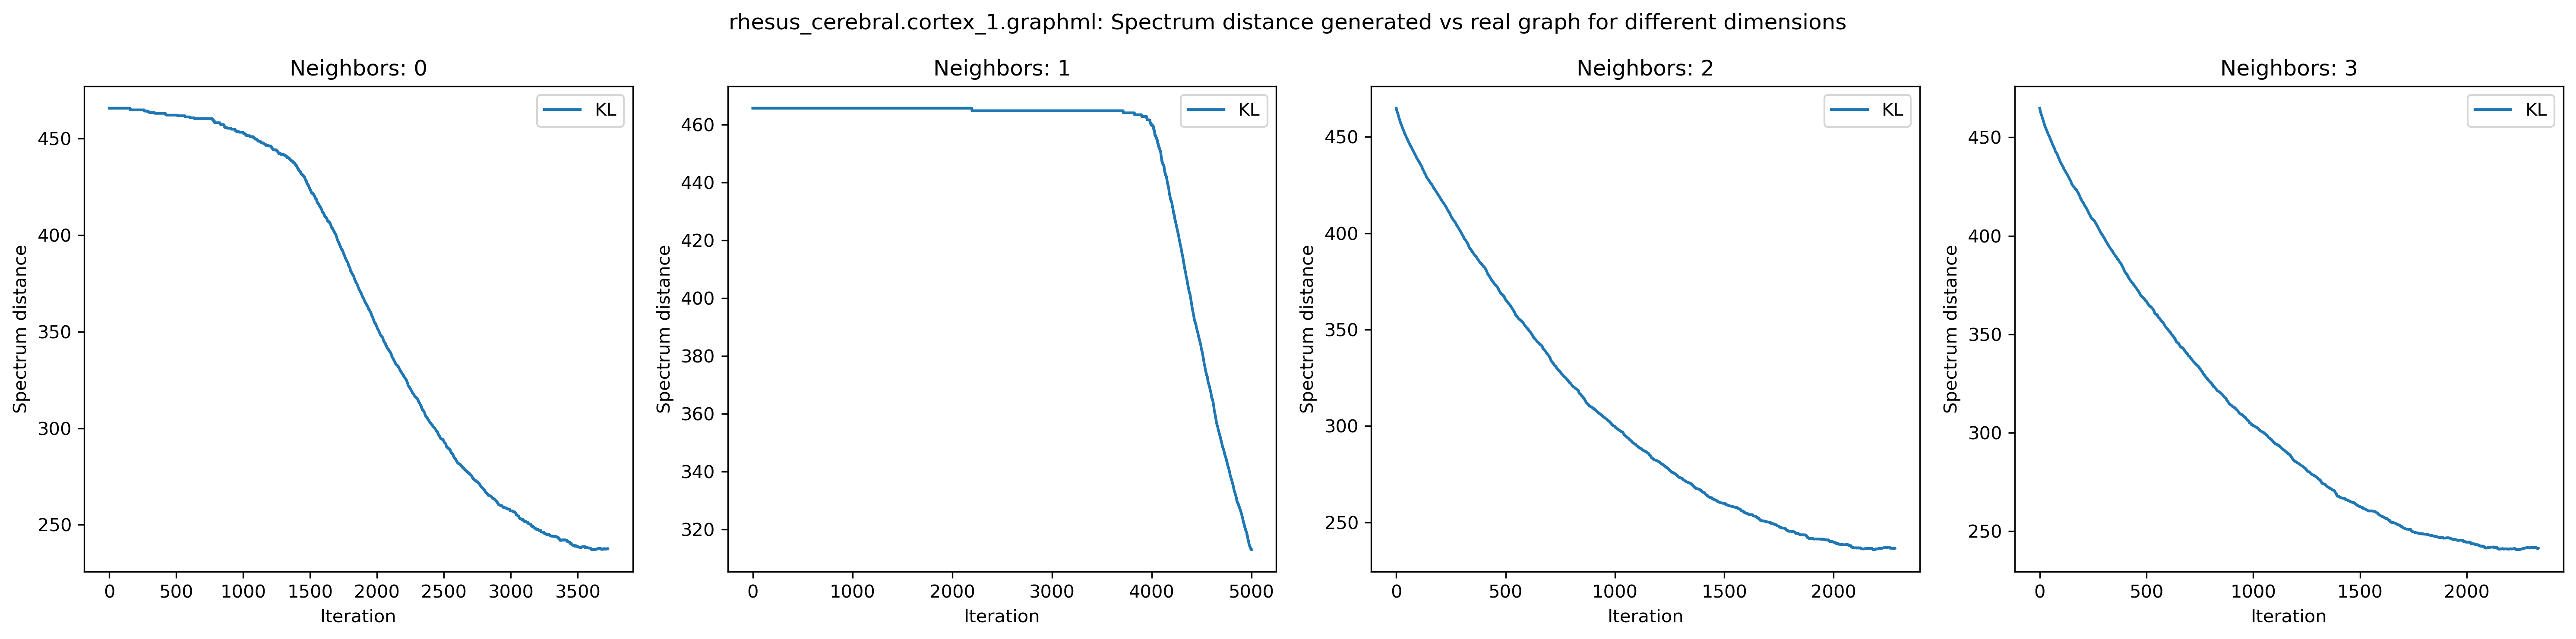 rhesus_cerebral.cortex_1.graphml: Spectrum distance generated vs real graph for different dimensions
Neighbors: 0
KL
450
400
350
300
250
Spectrum distance
0 500 1000 1500 2000 2500 3000 3500
Iteration
Neighbors: 1
KL
460
440
420
400
380
360
340
320
Spectrum distance
0 1000 2000 3000 4000 5000
Iteration
Neighbors: 2
KL
450
400
350
300
250
Spectrum distance
0 500 1000 1500 2000
Iteration
Neighbors: 3
KL
450
400
350
300
250
Spectrum distance
0 500 1000 1500 2000
Iteration